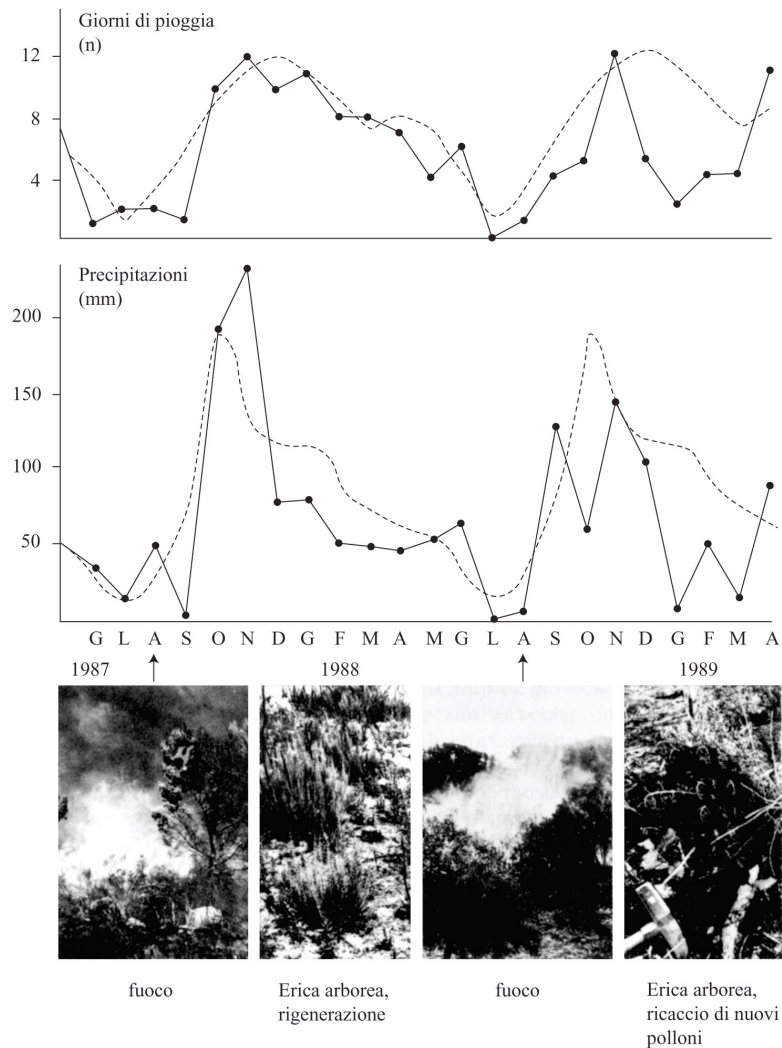 Giorni di pioggia
(n)
12
8
4
Precipitazioni
(mm)
200
150
100
50
G L A S O N D G F M A M G L A S O N D G F M A
1987 1988 1989
fuoco
Erica arborea,
rigenerazione
fuoco
Erica arborea,
ricaccio di nuovi
polloni